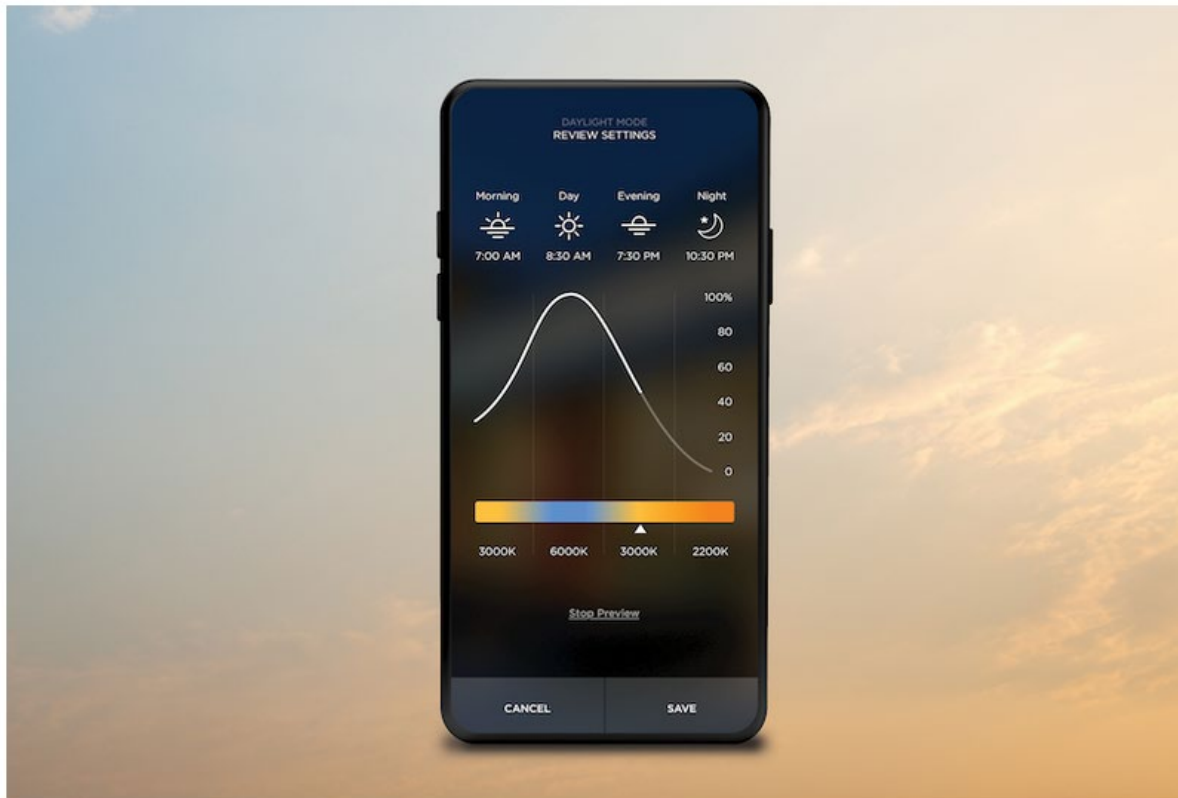 DAYLIGHT MODE
REVIEW SETTINGS
Morning Day Evening Night
7:00 AM 8:30 AM 7:30 PM 10:30 PM
100%
80
60
40
20
0
3000K 6000K 3000K 2200K
Stop Preview
CANCEL SAVE